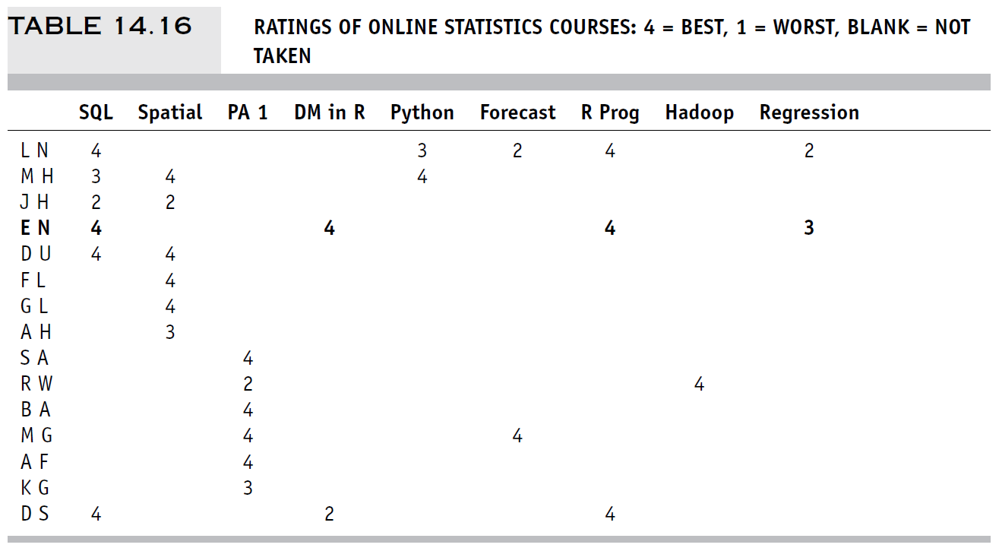 TABLE 14.16
RATINGS OF ONLINE STATISTICS COURSES: 4 = BEST, 1 = WORST, BLANK = NOT
TAKEN
SQL Spatial PA 1 DM in R Python Forecast R Prog Hadoop Regression
L N 4 3 2 4 2
M H 3 4 4
J H 2 2
E N 4 4 4 3
D U 4 4
F L 4
G L 4
A H 3
S A 4
R W 2 4
B A 4
M G 4 4
A F 4
K G 3
D S 4 2 4